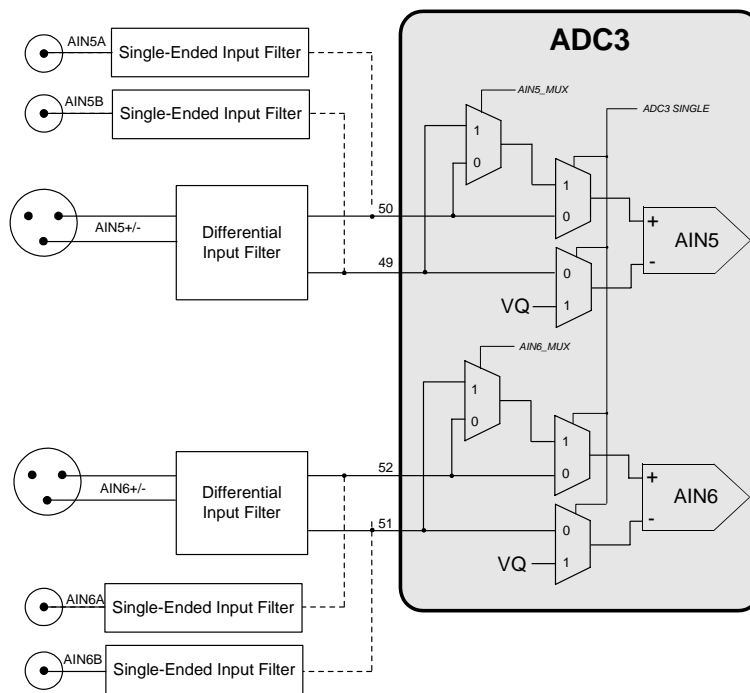 ADC3
AIN5A
Single-Ended Input Filter
AIN5B
Single-Ended Input Filter
AIN5_MUX
ADC3 SINGLE
1
0
1
0
AIN5+/-
Differential
Input Filter
50
49
+
-
AIN5
0
1
VQ
AIN6_MUX
1
0
1
0
AIN6+/-
Differential
Input Filter
52
51
+
-
AIN6
0
1
VQ
AIN6A
Single-Ended Input Filter
AIN6B
Single-Ended Input Filter